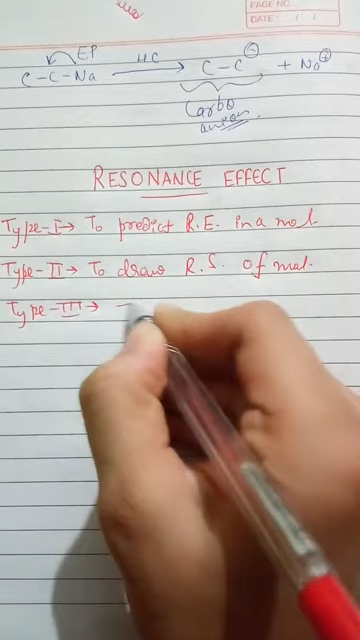 PAGE NO.
DATE: / /
EP
C-C-Na HC → C-C⊖ + Na⊕
Carbo
anion
RESONANCE EFFECT
Type-I→ To predict R.E. in a mol.
Type-II→ To draw R.S. of mol.
Type-III→